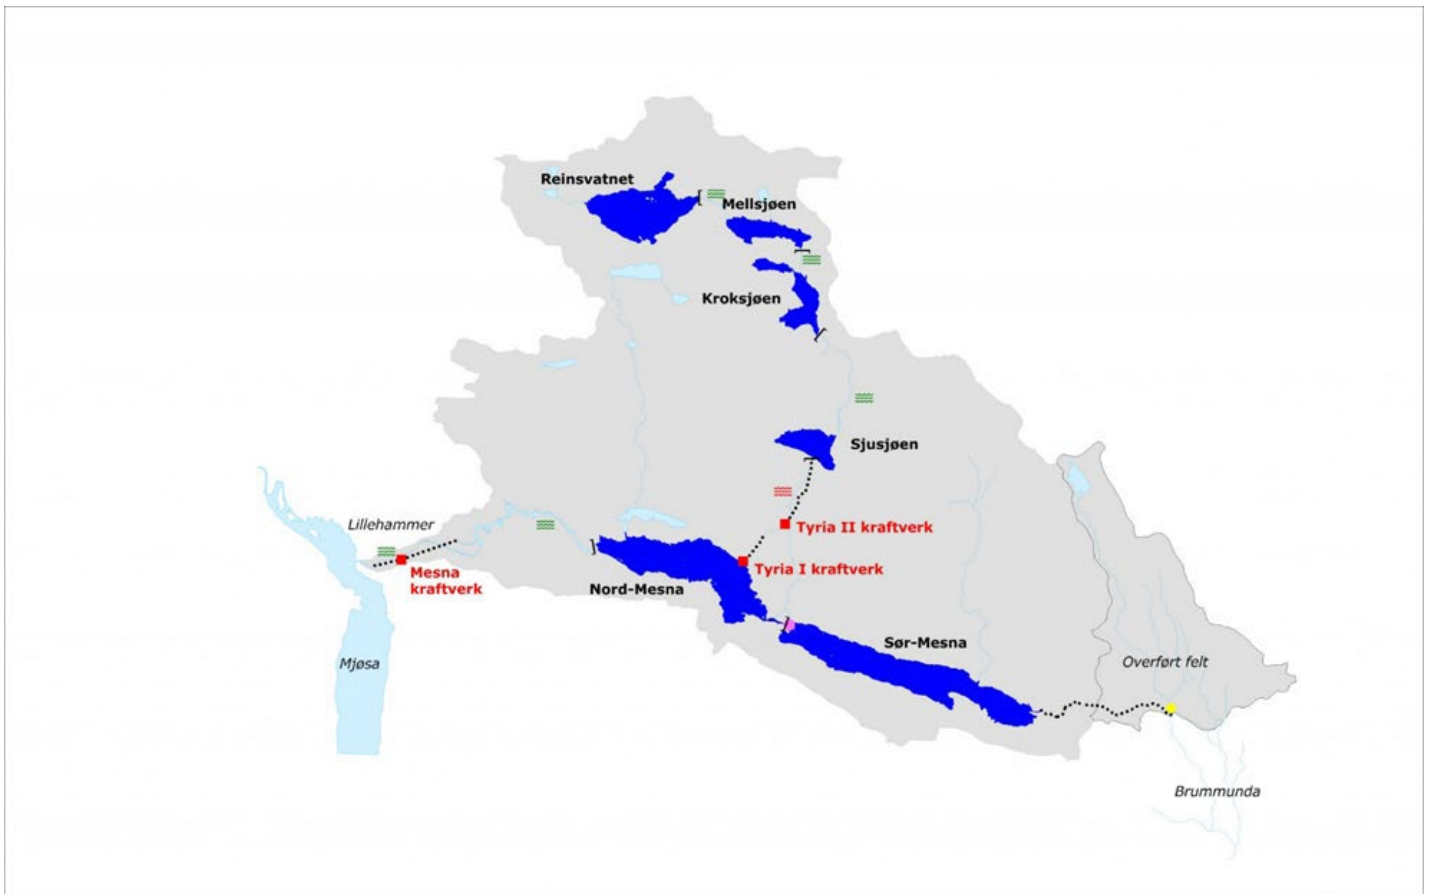 Reinsvatnet
Mellsjøen
Kroksjøen
Sjusjøen
Lillehammer
Tyria II kraftverk
Mesna
kraftverk
Tyria I kraftverk
Nord-Mesna
Sør-Mesna
Mjøsa
Overført felt
Brummunda